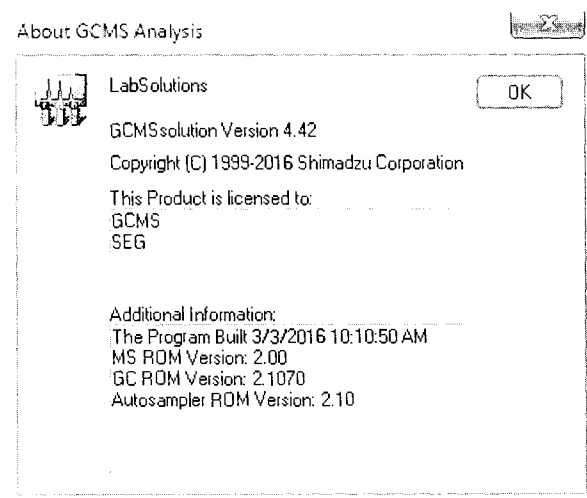 About GCMS Analysis
LabSolutions
OK
GCMSsolution Version 4.42
Copyright (C) 1999-2016 Shimadzu Corporation
This Product is licensed to:
GCMS
SEG
Additional Information:
The Program Built 3/3/2016 10:10:50 AM
MS ROM Version: 2.00
GC ROM Version: 2.1070
Autosampler ROM Version: 2.10